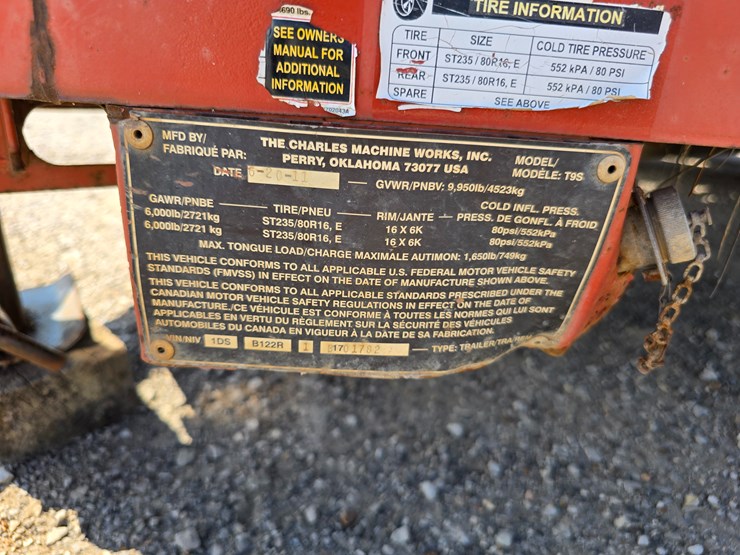 690 lbs.
SEE OWNERS
MANUAL FOR
ADDITIONAL
INFORMATION
TIRE INFORMATION
TIRE SIZE COLD TIRE PRESSURE
FRONT ST235 / 80R16, E 552 kPA / 80 PSI
REAR ST235 / 80R16, E 552 kPA / 80 PSI
SPARE SEE ABOVE
MFD BY/
FABRIQUÉ PAR:
THE CHARLES MACHINE WORKS, INC.
PERRY, OKLAHOMA 73077 USA
MODEL/
MODÈLE: T9S
DATE -20-11 GVWR/PNBV: 9,950lb/4523kg
GAWR/PNBE TIRE/PNEU RIM/JANTE COLD INFL. PRESS.
PRESS. DE GONFL. À FROID
6,000lb/2721kg ST235/80R16, E 16 X 6K 80psi/552kPa
6,000lb/2721 kg ST235/80R16, E 16 X 6K 80psi/552kPa
MAX. TONGUE LOAD/CHARGE MAXIMALE AUTIMON: 1,650lb/749kg
THIS VEHICLE CONFORMS TO ALL APPLICABLE U.S. FEDERAL MOTOR VEHICLE SAFETY
STANDARDS (FMVSS) IN EFFECT ON THE DATE OF MANUFACTURE SHOWN ABOVE.
THIS VEHICLE CONFORMS TO ALL APPLICABLE STANDARDS PRESCRIBED UNDER THE
CANADIAN MOTOR VEHICLE SAFETY REGULATIONS IN EFFECT ON THE DATE OF
MANUFACTURE./CE VÉHICULE EST CONFORME À TOUTES LES NORMES QUI LUI SONT
APPLICABLES EN VERTU DU RÈGLEMENT SUR LA SÉCURITÉ DES VÉHICULES
AUTOMOBILES DU CANADA EN VIGUEUR À LA DATE DE SA FABRICATION.
VIN/NIV 1DS B122R 1 1701782 TYPE: TRAILER/